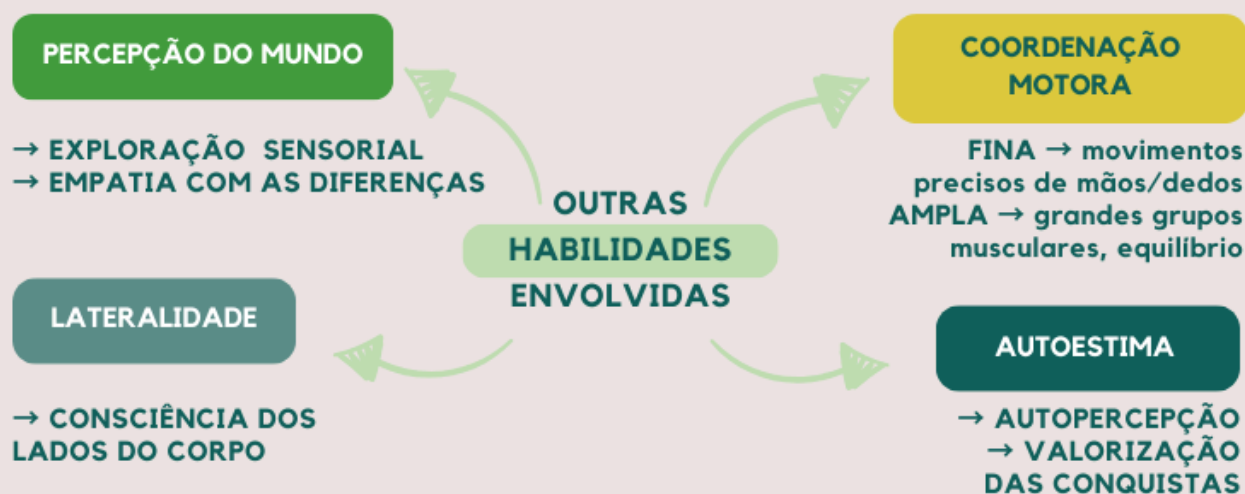 PERCEPÇÃO DO MUNDO
→ EXPLORAÇÃO SENSORIAL
→ EMPATIA COM AS DIFERENÇAS
COORDENAÇÃO
MOTORA
FINA → movimentos
precisos de mãos/dedos
AMPLA → grandes grupos
musculares, equilíbrio
OUTRAS
HABILIDADES
ENVOLVIDAS
LATERALIDADE
→ CONSCIÊNCIA DOS
LADOS DO CORPO
AUTOESTIMA
→ AUTOPERCEPÇÃO
→ VALORIZAÇÃO
DAS CONQUISTAS